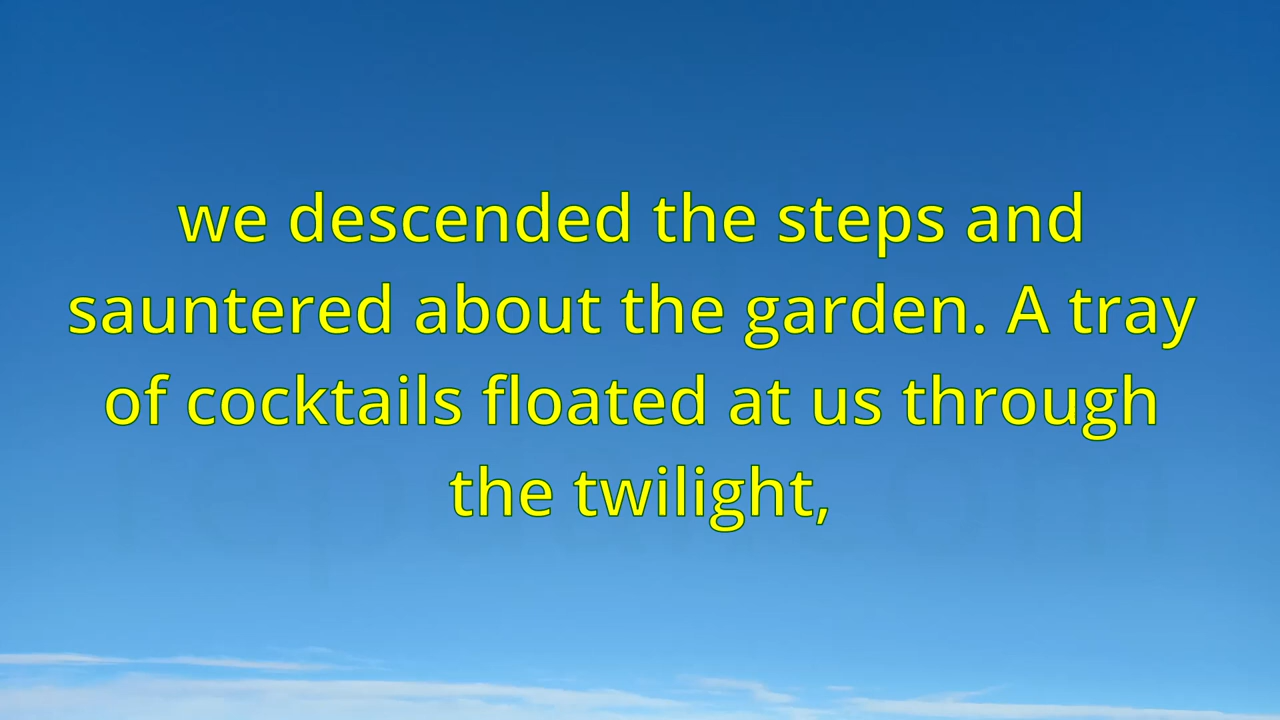 we descended the steps and
sauntered about the garden. A tray
of cocktails floated at us through
the twilight,